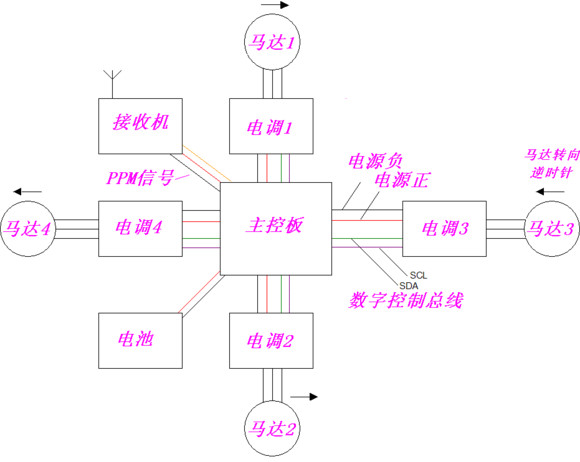 马达1
接收机
电调1
马达转向
逆时针
电源负
电源正
PPM信号
马达4
电调4
主控板
电调3
马达3
SCL
SDA
数字控制总线
电池
电调2
马达2